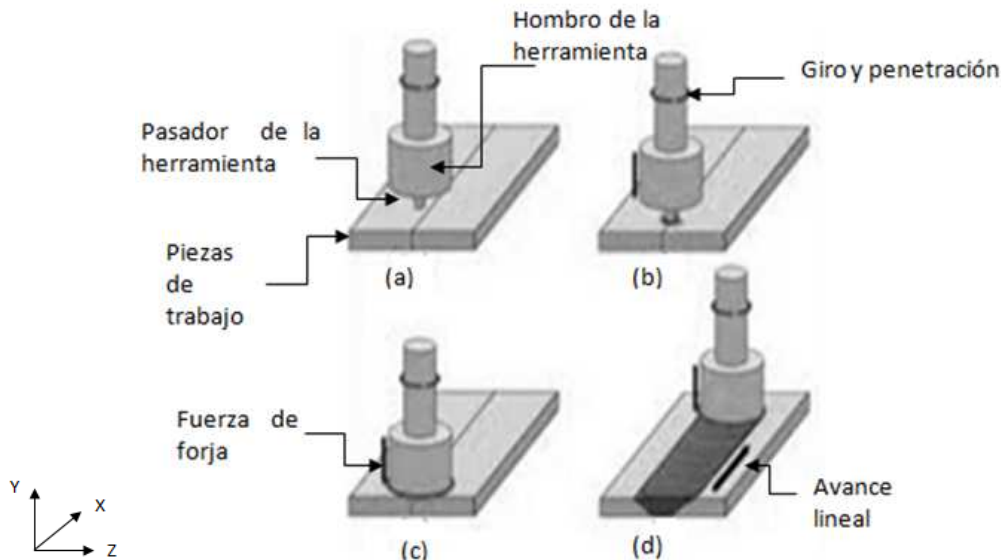 Hombro de la
herramienta
Giro y penetración
Pasador de la
herramienta
Piezas
de
trabajo
(a)
(b)
Fuerza de
forja
Avance
lineal
Y
X
Z
(c)
(d)